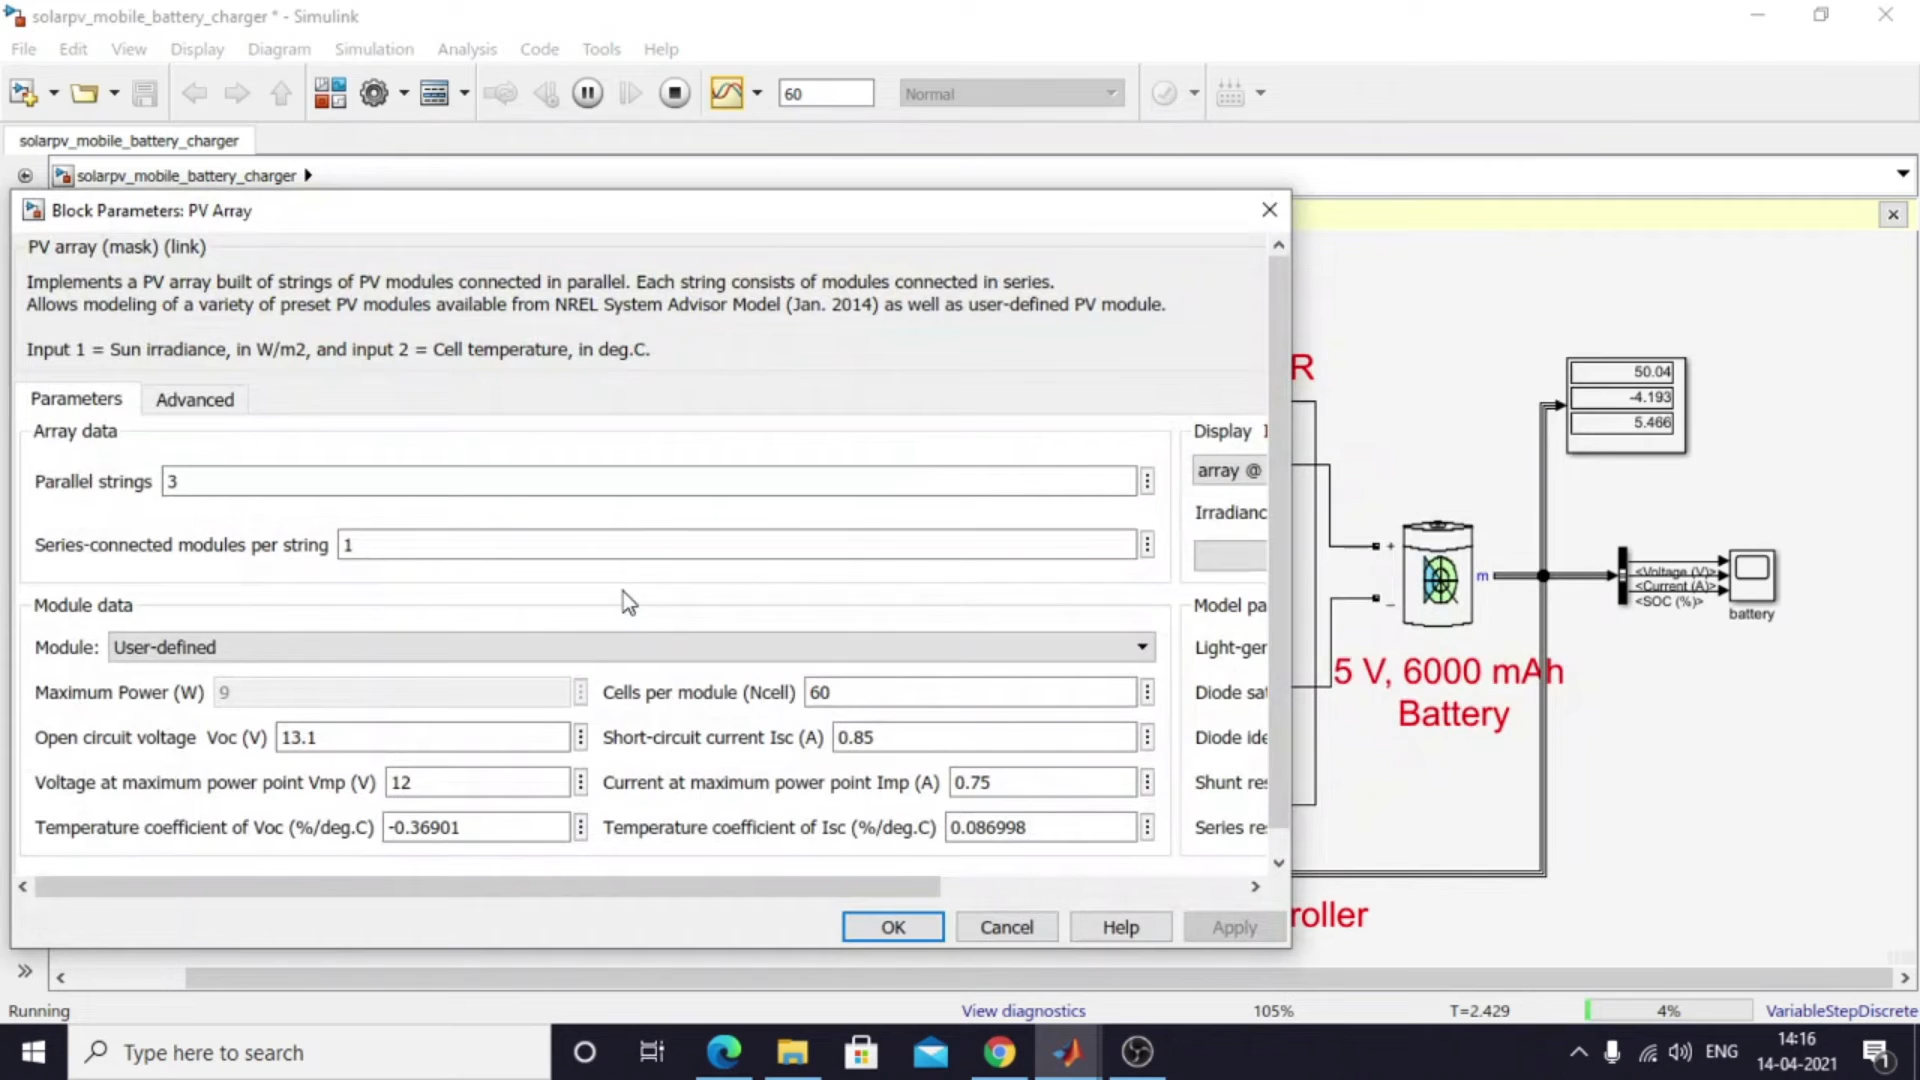 solarpv_mobile_battery_charger * - Simulink
File Edit View Display Diagram Simulation Analysis Code Tools Help
60
Normal
solarpv_mobile_battery_charger
solarpv_mobile_battery_charger
Block Parameters: PV Array
PV array (mask) (link)
Implements a PV array built of strings of PV modules connected in parallel. Each string consists of modules connected in series.
Allows modeling of a variety of preset PV modules available from NREL System Advisor Model (Jan. 2014) as well as user-defined PV module.
Input 1 = Sun irradiance, in W/m2, and input 2 = Cell temperature, in deg.C.
Parameters Advanced
Array data
Parallel strings 3
Series-connected modules per string 1
Display I
array @
Irradianc
Module data
Module: User-defined
Maximum Power (W) 9 Cells per module (Ncell) 60
Open circuit voltage Voc (V) 13.1 Short-circuit current Isc (A) 0.85
Voltage at maximum power point Vmp (V) 12 Current at maximum power point Imp (A) 0.75
Temperature coefficient of Voc (%/deg.C) -0.36901 Temperature coefficient of Isc (%/deg.C) 0.086998
Model pa
Light-ger
Diode sat
Diode ide
Shunt res
Series re
OK Cancel Help Apply
R
50.04
-4.193
5.466
+
m
-
<Voltage (V)>
<Current (A)>
<SOC (%)>
battery
5 V, 6000 mAh
Battery
roller
Running View diagnostics 105% T=2.429 4% VariableStepDiscrete
Type here to search
ENG
14:16
14-04-2021
1